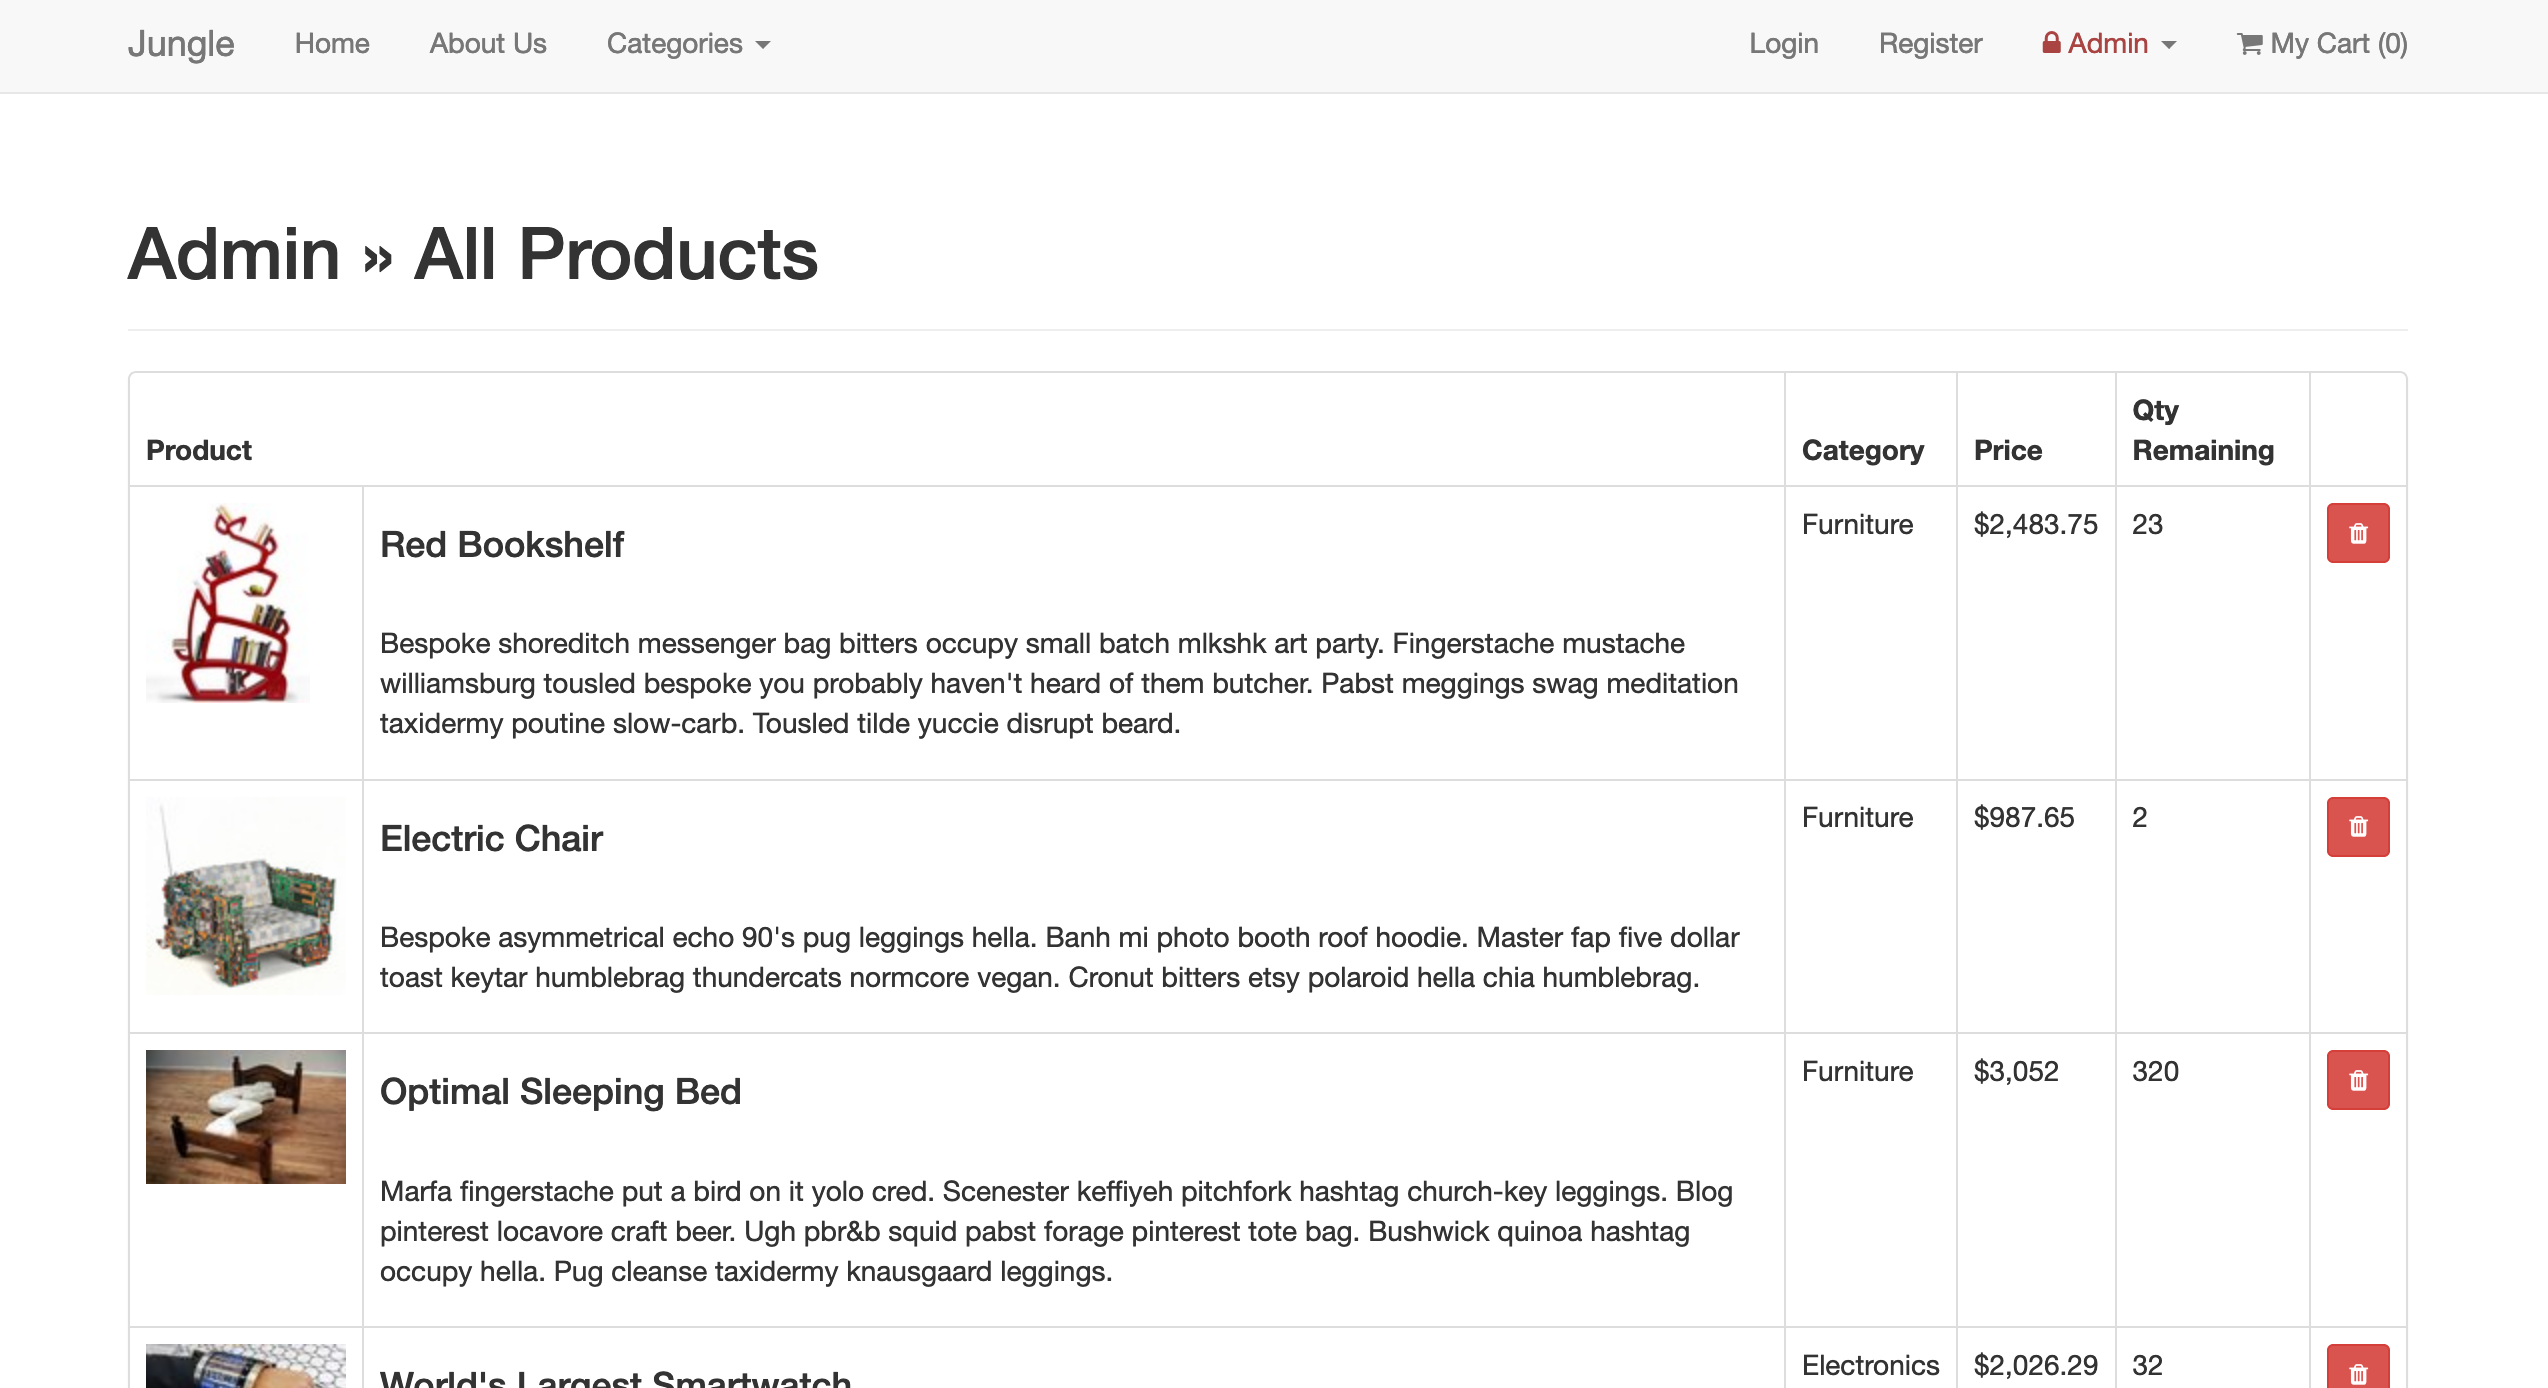 Jungle Home About Us Categories Login Register Admin My Cart (0)
Admin » All Products
Product Category Price Qty Remaining
Red Bookshelf Furniture $2,483.75 23
Bespoke shoreditch messenger bag bitters occupy small batch mlkshk art party. Fingerstache mustache
williamsburg tousled bespoke you probably haven't heard of them butcher. Pabst meggings swag meditation
taxidermy poutine slow-carb. Tousled tilde yuccie disrupt beard.
Electric Chair Furniture $987.65 2
Bespoke asymmetrical echo 90's pug leggings hella. Banh mi photo booth roof hoodie. Master fap five dollar
toast keytar humblebrag thundercats normcore vegan. Cronut bitters etsy polaroid hella chia humblebrag.
Optimal Sleeping Bed Furniture $3,052 320
Marfa fingerstache put a bird on it yolo cred. Scenester keffiyeh pitchfork hashtag church-key leggings. Blog
pinterest locavore craft beer. Ugh pbr&b squid pabst forage pinterest tote bag. Bushwick quinoa hashtag
occupy hella. Pug cleanse taxidermy knausgaard leggings.
World's Largest Smartwatch Electronics $2,026.29 32